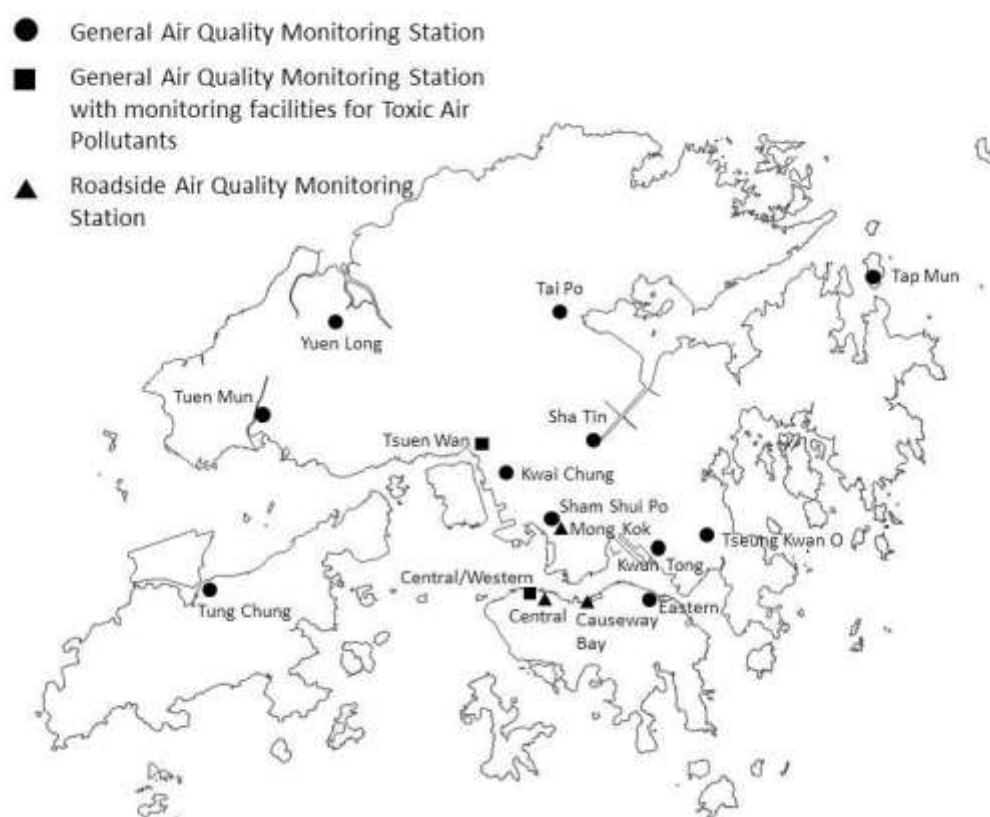 General Air Quality Monitoring Station
General Air Quality Monitoring Station
with monitoring facilities for Toxic Air
Pollutants
Roadside Air Quality Monitoring
Station
Tap Mun
Tai Po
Yuen Long
Tuen Mun
Sha Tin
Tsuen Wan
Kwai Chung
Sham Shui Po
Mong Kok
Tseung Kwan O
Kwun Tong
Central/Western
Tung Chung
Central
Causeway
Bay
Eastern